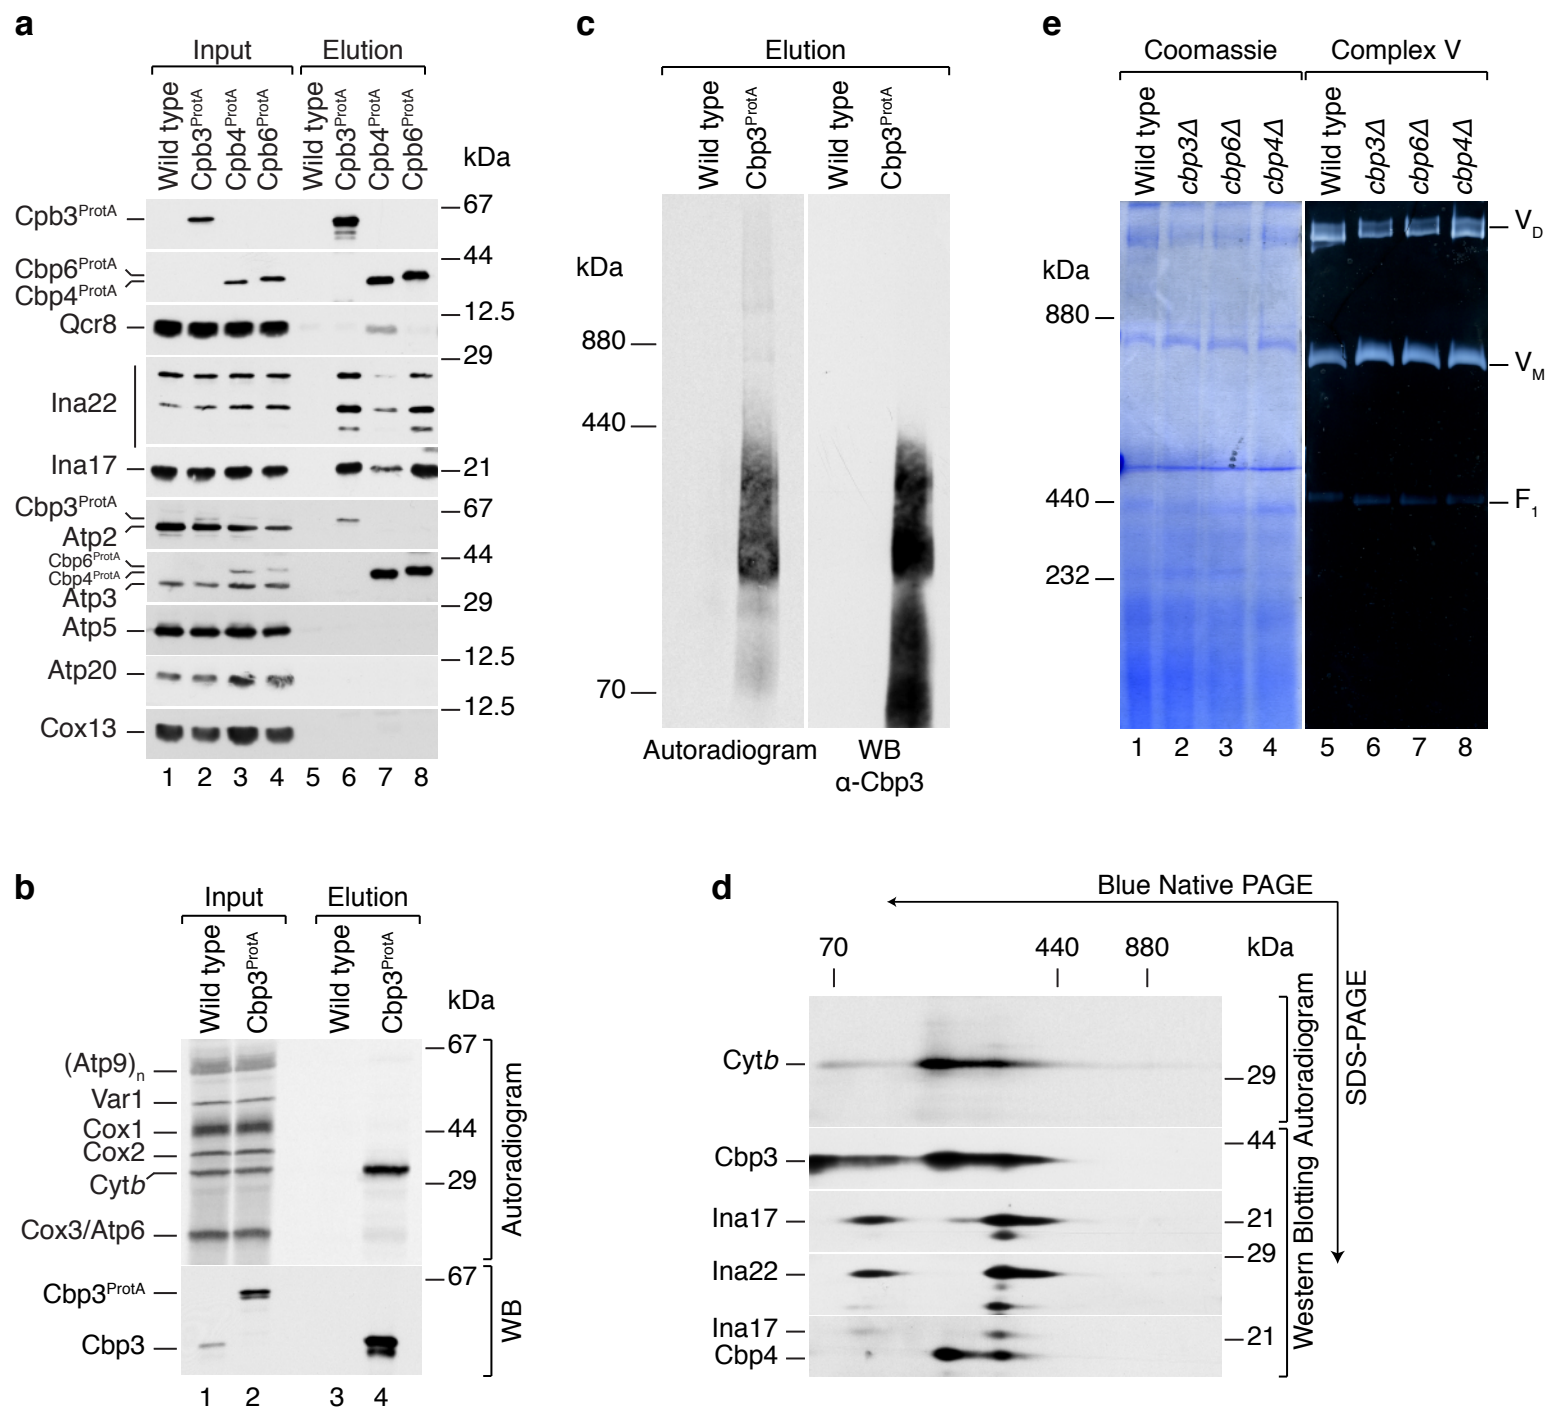 a
Input Elution
Wild type Cpb3ProtA Cpb4ProtA Cpb6ProtA Wild type Cpb3ProtA Cpb4ProtA Cpb6ProtA
kDa
Cpb3ProtA 67
Cbp6ProtA 44
Cbp4ProtA
Qcr8 12.5
29
Ina22
Ina17 21
Cbp3ProtA 67
Atp2
Cbp6ProtA 44
Cbp4ProtA
Atp3 29
Atp5
Atp20 12.5
12.5
Cox13
1 2 3 4 5 6 7 8
c
Elution
Wild type Cbp3ProtA Wild type Cbp3ProtA
kDa
880
440
70
Autoradiogram WB
α-Cbp3
e
Coomassie Complex V
Wild type cbp3Δ cbp6Δ cbp4Δ Wild type cbp3Δ cbp6Δ cbp4Δ
VD
kDa
880
VM
440 F1
232
1 2 3 4 5 6 7 8
b
Input Elution
Wild type Cbp3ProtA Wild type Cbp3ProtA
kDa
67
(Atp9)n
Var1
Cox1 44
Cox2
Cytb 29
Cox3/Atp6
Autoradiogram
Cbp3ProtA 67
Cbp3
WB
1 2 3 4
d
Blue Native PAGE
70 440 880 kDa
SDS-PAGE
Cytb 29
Autoradiogram
44
Cbp3
Ina17 21
29
Ina22
Ina17 21
Cbp4
Western Blotting